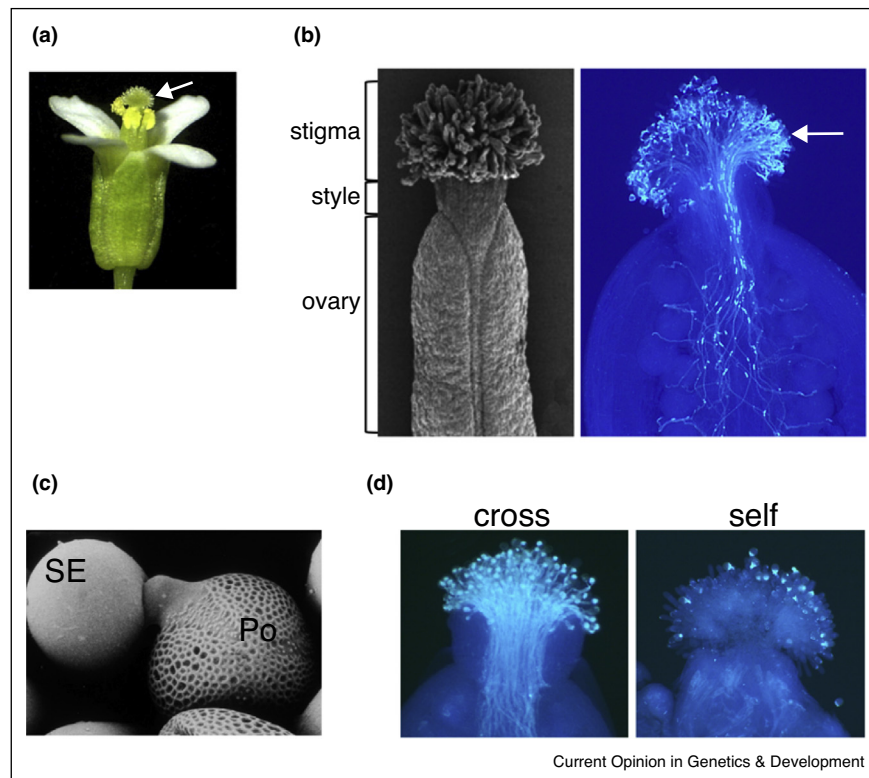 (a)
(b)
stigma
style
ovary
(c)
(d)
SE
Po
cross
self
Current Opinion in Genetics & Development